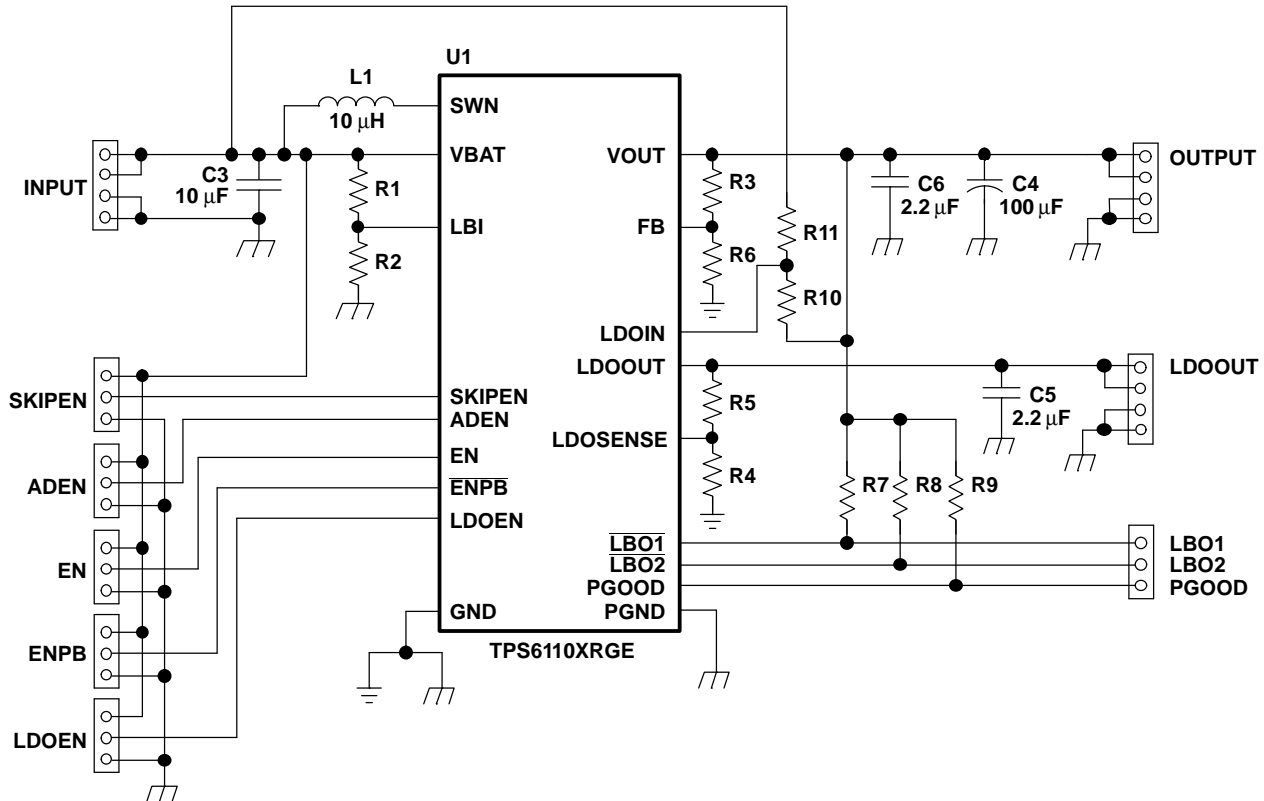 U1
L1
10 μH
SWN
VBAT
VOUT
INPUT
C3
10 μF
R1
LBI
R2
R3
FB
R6
R11
R10
C6
2.2 μF
C4
100 μF
OUTPUT
LDOIN
LDOOUT
LDOSENSE
R5
R4
C5
2.2 μF
LDOOUT
SKIPEN
SKIPEN
ADEN
ADEN
EN
EN
ENPB
ENPB
LDOEN
LDOEN
R7
R8
R9
LBO1
LBO2
PGOOD
PGND
GND
LBO1
LBO2
PGOOD
TPS6110XRGE